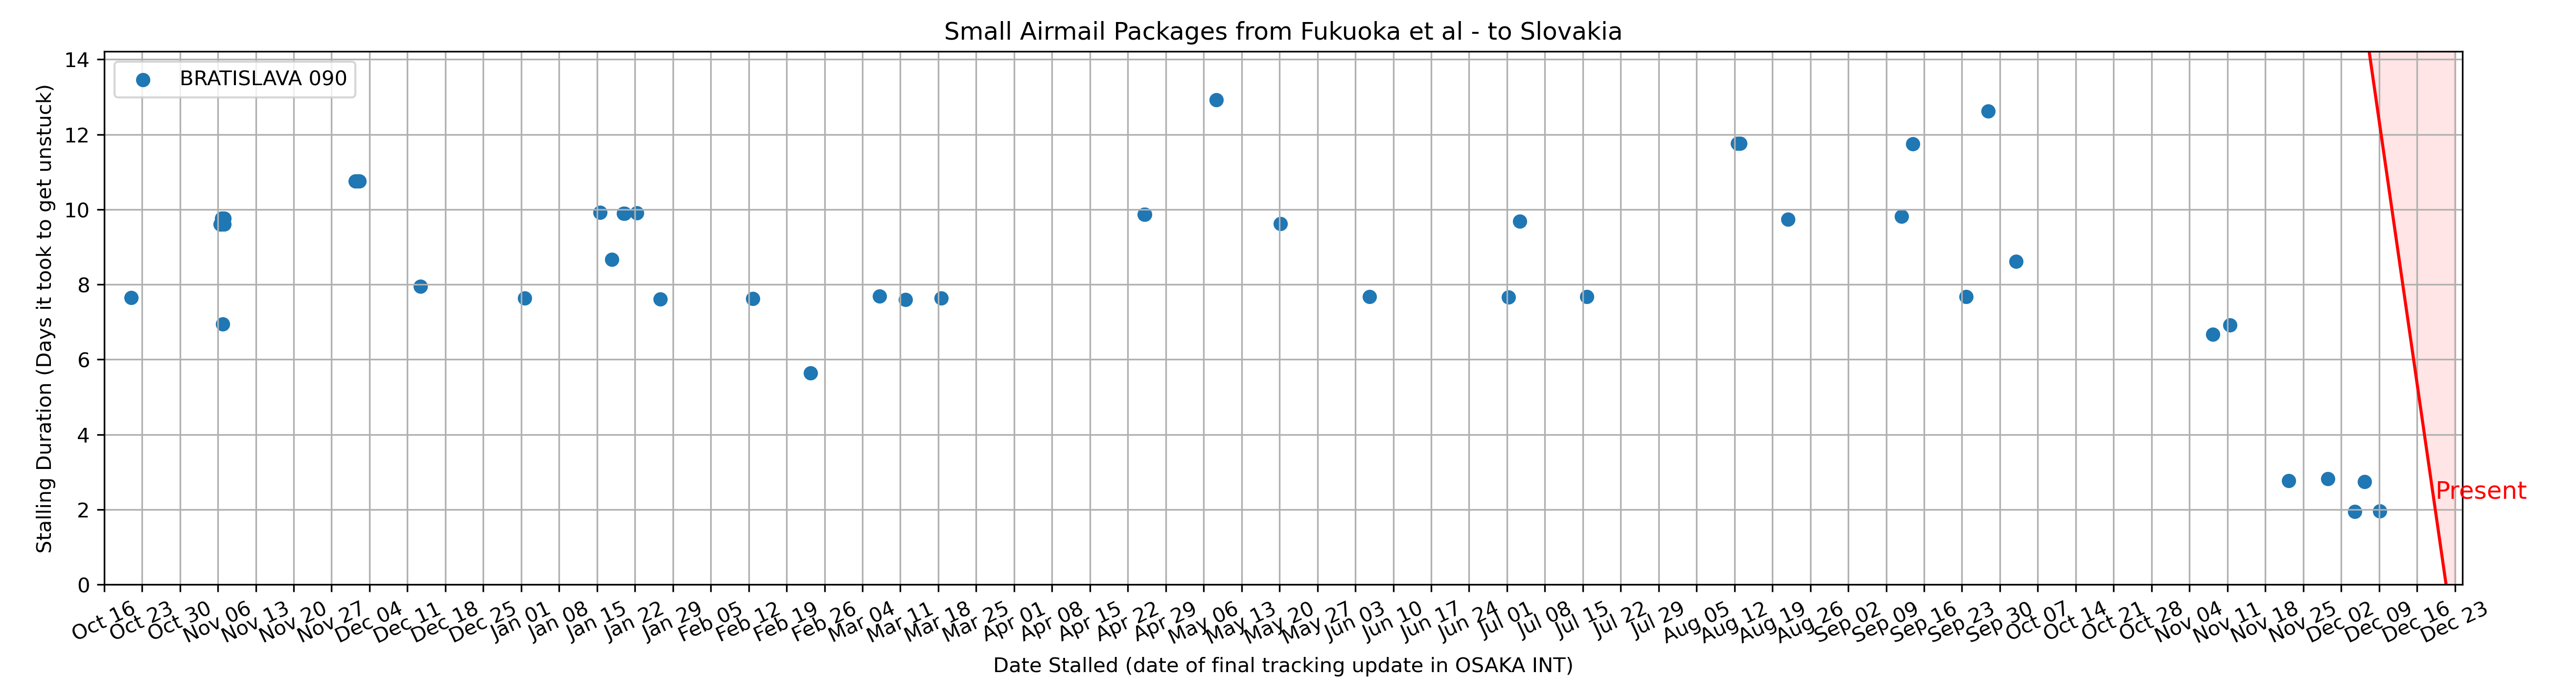 Small Airmail Packages from Fukuoka et al - to Slovakia
BRATISLAVA 090
Stalling Duration (Days it took to get unstuck)
14
12
10
8
6
4
2
0
Present
Oct 16
Oct 23
Oct 30
Nov 06
Nov 13
Nov 20
Nov 27
Dec 04
Dec 11
Dec 18
Dec 25
Jan 01
Jan 08
Jan 15
Jan 22
Jan 29
Feb 05
Feb 12
Feb 19
Feb 26
Mar 04
Mar 11
Mar 18
Mar 25
Apr 01
Apr 08
Apr 15
Apr 22
Apr 29
May 06
May 13
May 20
May 27
Jun 03
Jun 10
Jun 17
Jun 24
Jul 01
Jul 08
Jul 15
Jul 22
Jul 29
Aug 05
Aug 12
Aug 19
Aug 26
Sep 02
Sep 09
Sep 16
Sep 23
Sep 30
Oct 07
Oct 14
Oct 21
Oct 28
Nov 04
Nov 11
Nov 18
Nov 25
Dec 02
Dec 09
Dec 16
Dec 23
Date Stalled (date of final tracking update in OSAKA INT)